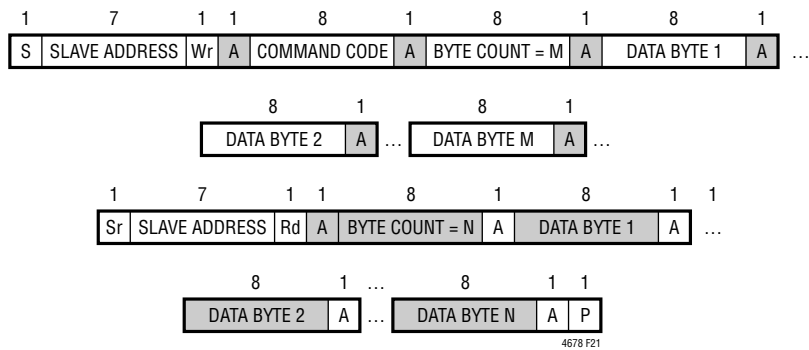 1 7 1 1 8 1 8 1 8 1
S SLAVE ADDRESS Wr A COMMAND CODE A BYTE COUNT = M A DATA BYTE 1 A …
8 1 8 1
DATA BYTE 2 A … DATA BYTE M A …
1 7 1 1 8 1 8 1 1
Sr SLAVE ADDRESS Rd A BYTE COUNT = N A DATA BYTE 1 A …
8 1 … 8 1 1
DATA BYTE 2 A … DATA BYTE N A P
4678 F21